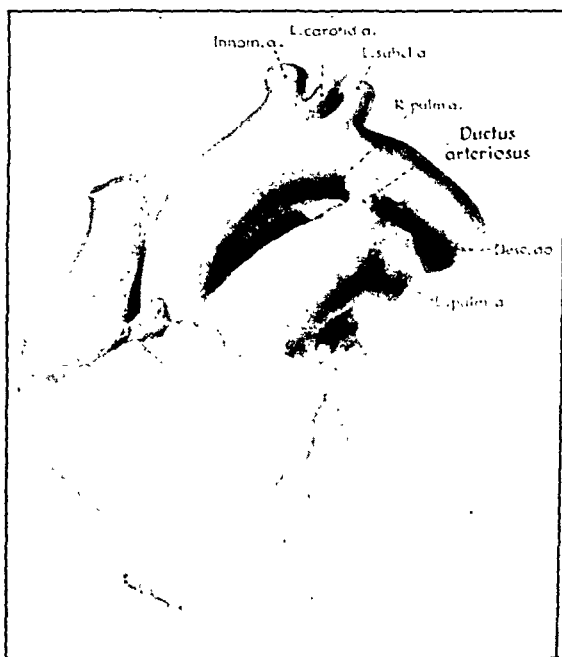 L. carotid a.
Innom. a.
L. subcl. a.
R. pulm. a.
Ductus
arteriosus
Desc. ao.
L. pulm. a.